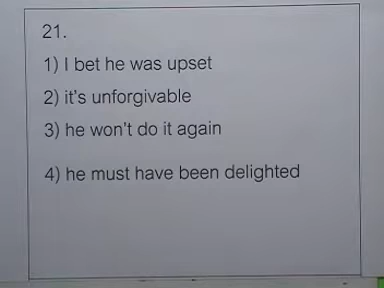 21.
1) I bet he was upset
2) it's unforgivable
3) he won't do it again
4) he must have been delighted